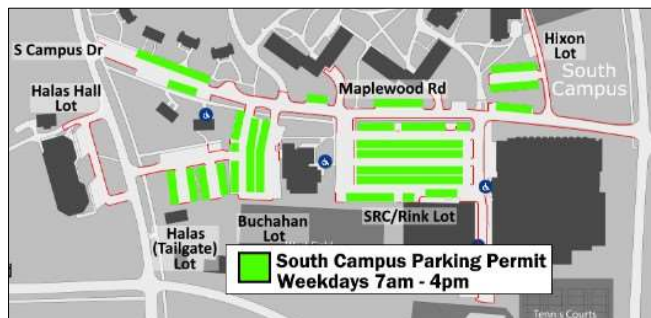 S Campus Dr
Hixon
Lot
South
Campus
Maplewood Rd
Halas Hall
Lot
Halas
(Tailgate)
Lot
Buchahan
Lot
SRC/Rink Lot
South Campus Parking Permit
Weekdays 7am - 4pm
Tennis Courts